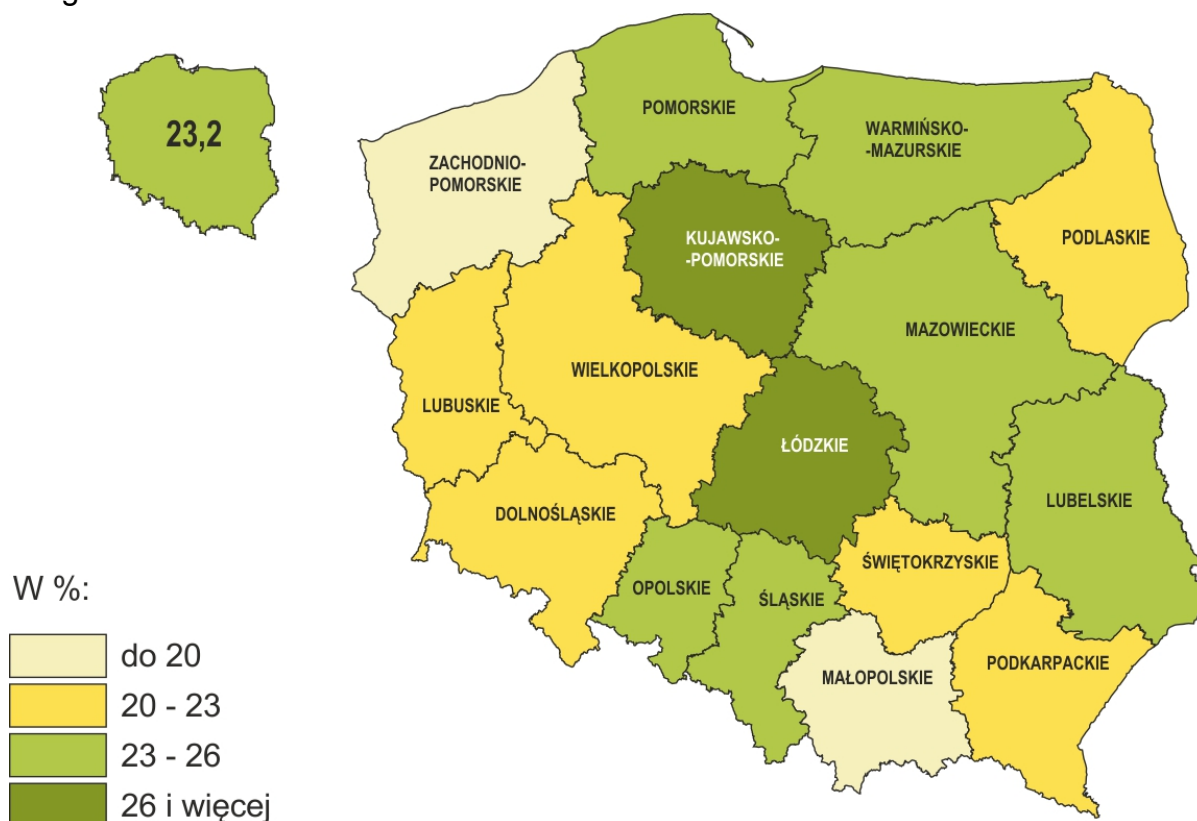 23,2
POMORSKIE
WARMIŃSKO-
-MAZURSKIE
ZACHODNIO-
POMORSKIE
KUJAWSKO-
-POMORSKIE
PODLASKIE
MAZOWIECKIE
WIELKOPOLSKIE
LUBUSKIE
ŁÓDZKIE
LUBELSKIE
DOLNOŚLĄSKIE
ŚWIĘTOKRZYSKIE
OPOLSKIE
ŚLĄSKIE
PODKARPACKIE
MAŁOPOLSKIE
W %:
do 20
20 - 23
23 - 26
26 i więcej